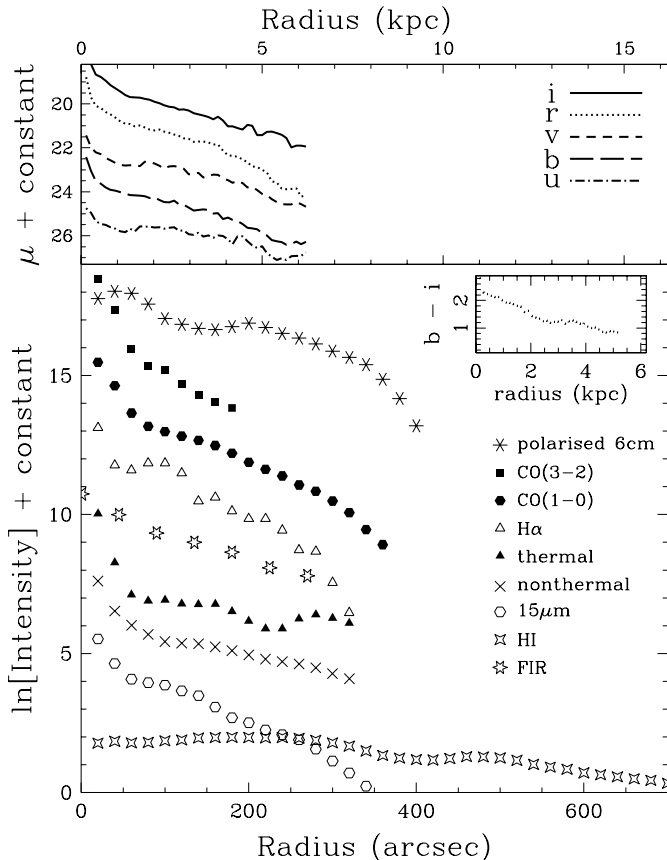 Radius (kpc)
0 5 10 15
μ + constant
20
22
24
26
i
r
v
b
u
ln[Intensity] + constant
15
10
5
0
b − i
2
1
0 2 4 6
radius (kpc)
polarised 6cm
CO(3−2)
CO(1−0)
Hα
thermal
nonthermal
15μm
HI
FIR
0 200 400 600
Radius (arcsec)